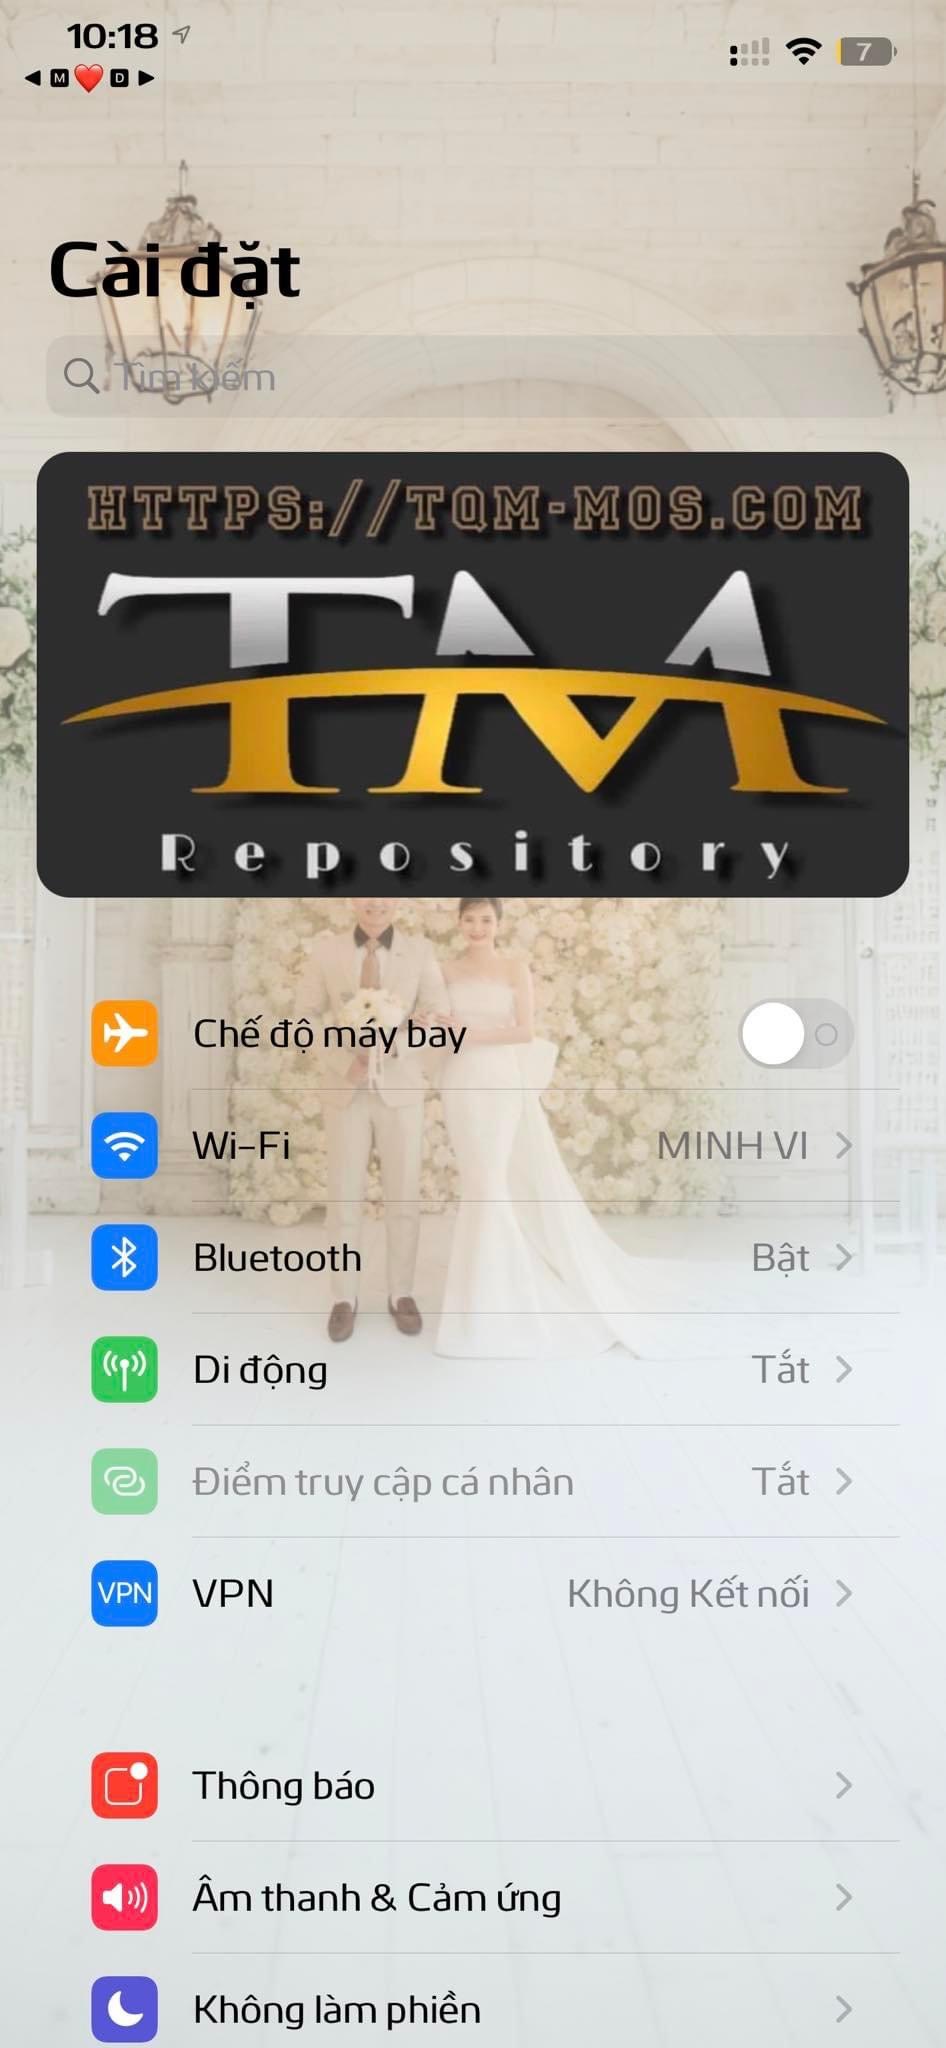 10:18
7
◀ M ❤️ D ▶
Cài đặt
Tìm kiếm
HTTPS://TQM-MOS.COM
TM
Repository
Chế độ máy bay
Wi-Fi MINH VI
Bluetooth Bật
Di động Tắt
Điểm truy cập cá nhân Tắt
VPN VPN Không Kết nối
Thông báo
Âm thanh & Cảm ứng
Không làm phiền